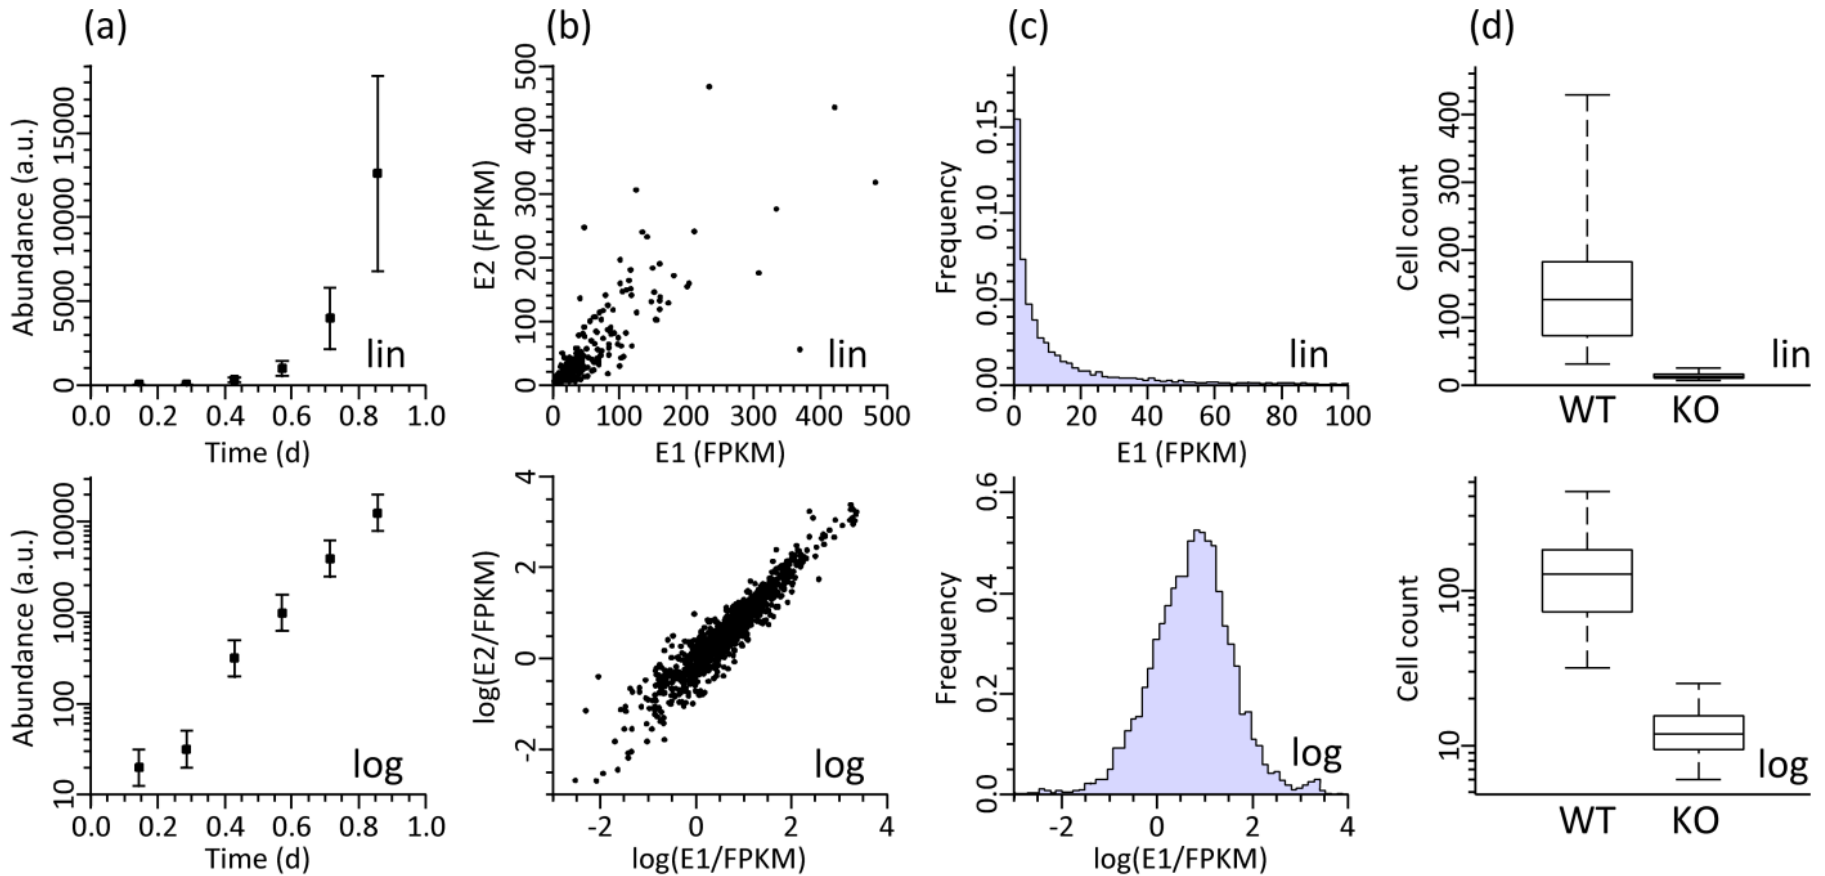 (a)
(b)
(c)
(d)
Abundance (a.u.)
0 5000 10000 15000
lin
0.0 0.2 0.4 0.6 0.8 1.0
Time (d)
E2 (FPKM)
0 100 200 300 400 500
lin
0 100 200 300 400 500
E1 (FPKM)
Frequency
0.00 0.05 0.10 0.15
lin
0 20 40 60 80 100
E1 (FPKM)
Cell count
0 100 200 300 400
lin
WT KO
Abundance (a.u.)
10 100 1000 10000
log
0.0 0.2 0.4 0.6 0.8 1.0
Time (d)
log(E2/FPKM)
-2 0 2 4
log
-2 0 2 4
log(E1/FPKM)
Frequency
0.0 0.2 0.4 0.6
log
-2 0 2 4
log(E1/FPKM)
Cell count
10 100
log
WT KO